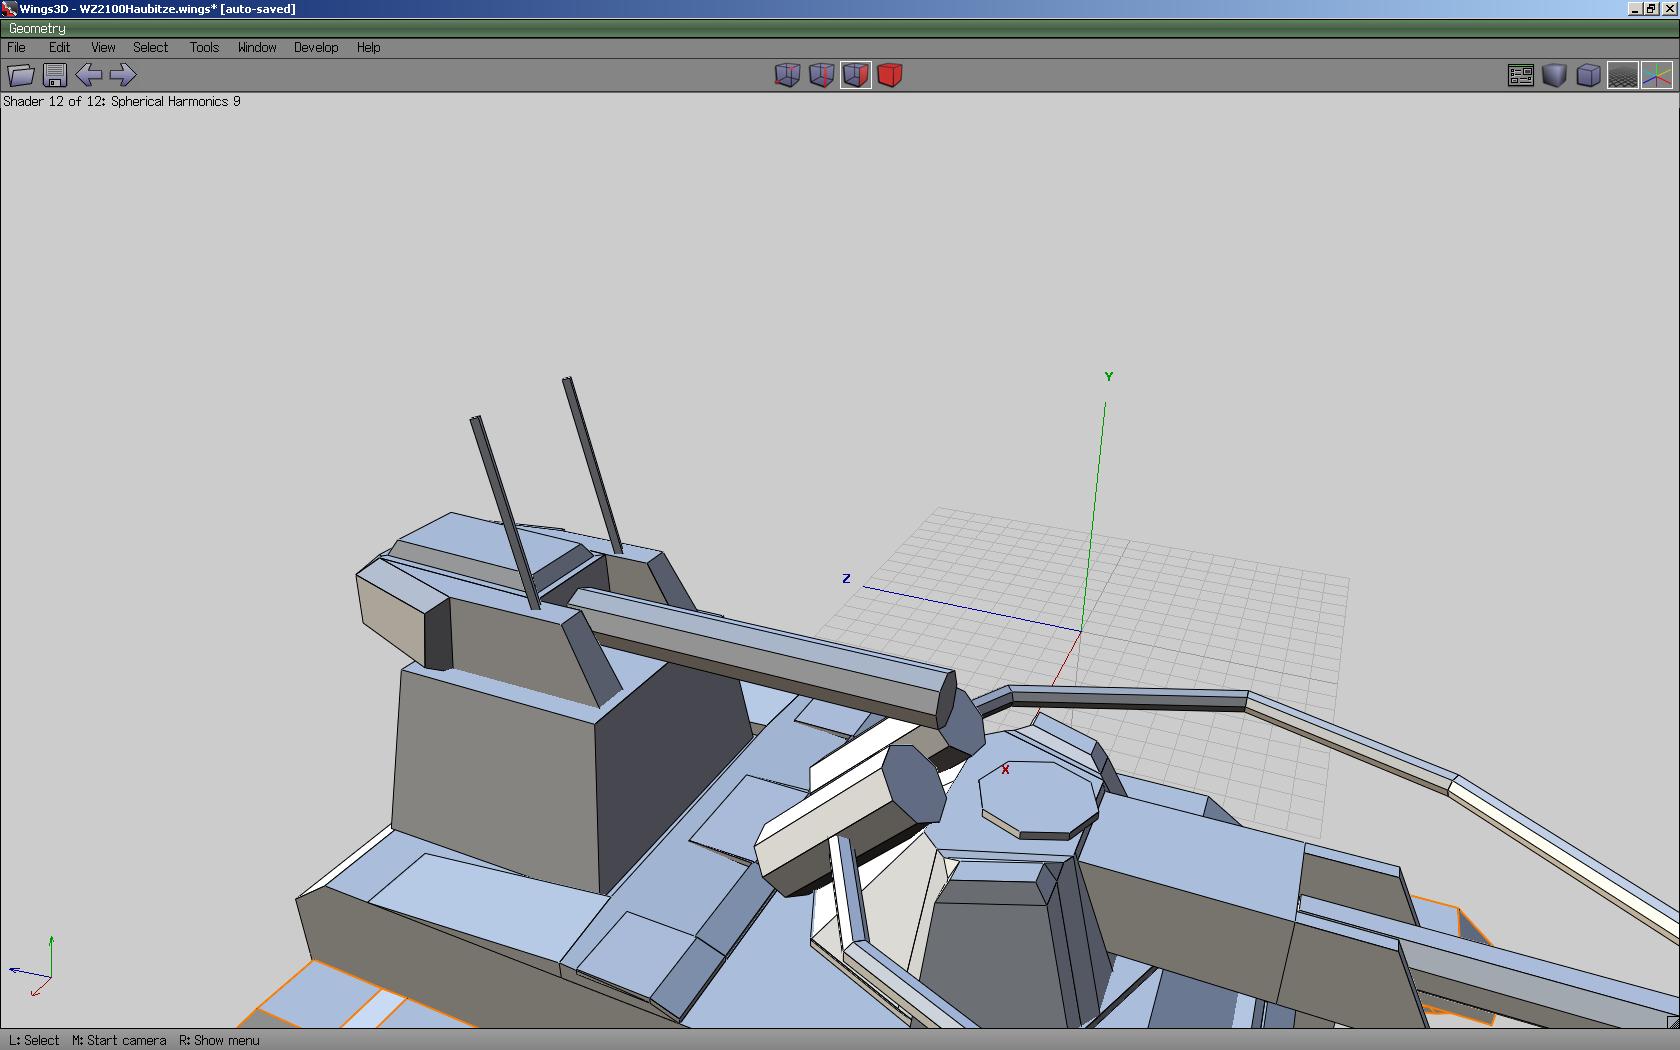 Wings3D - WZ2100Haubitze.wings* [auto-saved]
Geometry
File Edit View Select Tools Window Develop Help
Shader 12 of 12: Spherical Harmonics 9
Y
Z
X
L: Select M: Start camera R: Show menu